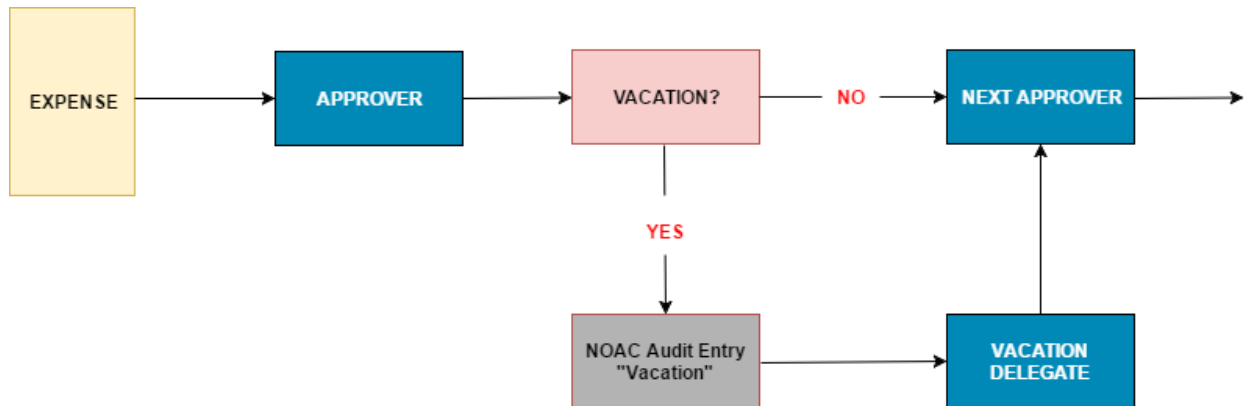 EXPENSE
APPROVER
VACATION?
NO
NEXT APPROVER
YES
NOAC Audit Entry
"Vacation"
VACATION
DELEGATE